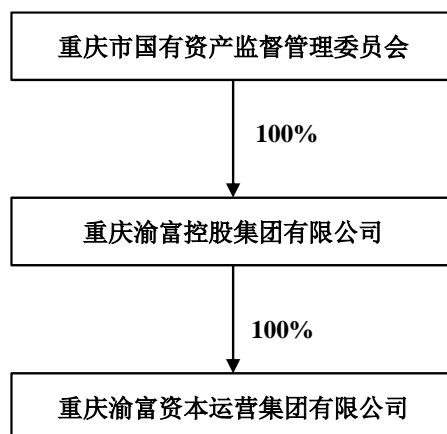 重庆市国有资产监督管理委员会
100%
重庆渝富控股集团有限公司
100%
重庆渝富资本运营集团有限公司